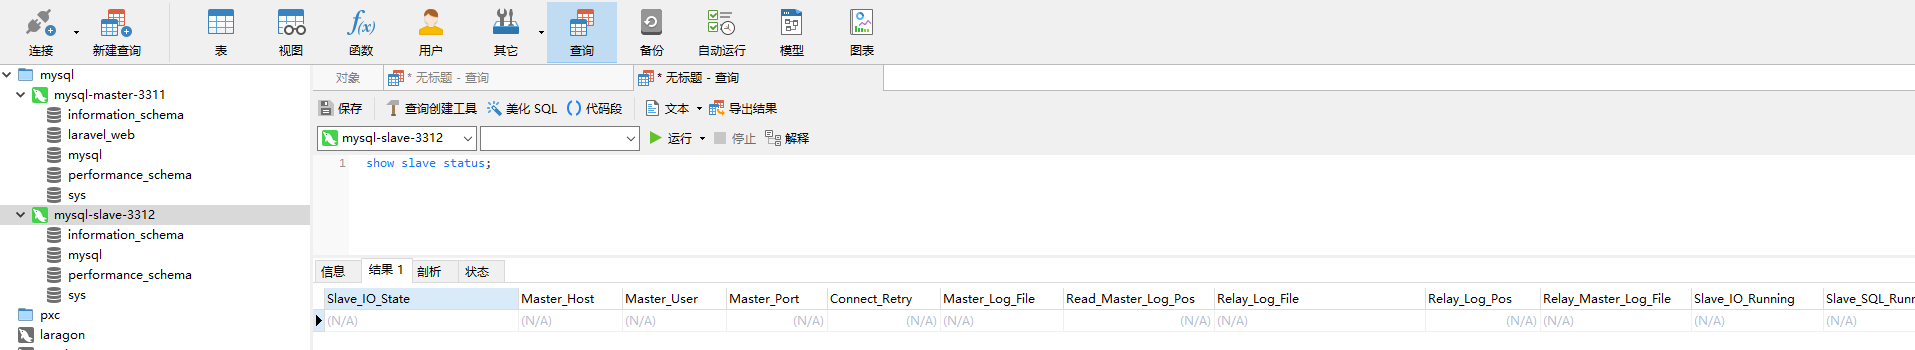 连接 新建查询 表 视图 函数 用户 其它 查询 备份 自动运行 模型 图表
mysql
mysql-master-3311
information_schema
laravel_web
mysql
performance_schema
sys
mysql-slave-3312
information_schema
mysql
performance_schema
sys
pxc
laragon
对象 * 无标题 - 查询 * 无标题 - 查询
保存 查询创建工具 美化 SQL 代码段 文本 导出结果
mysql-slave-3312 运行 停止 解释
1 show slave status;
信息 结果 1 剖析 状态
Slave_IO_State Master_Host Master_User Master_Port Connect_Retry Master_Log_File Read_Master_Log_Pos Relay_Log_File Relay_Log_Pos Relay_Master_Log_File Slave_IO_Running Slave_SQL_Runn
(N/A) (N/A) (N/A) (N/A) (N/A) (N/A) (N/A) (N/A) (N/A) (N/A) (N/A) (N/A)